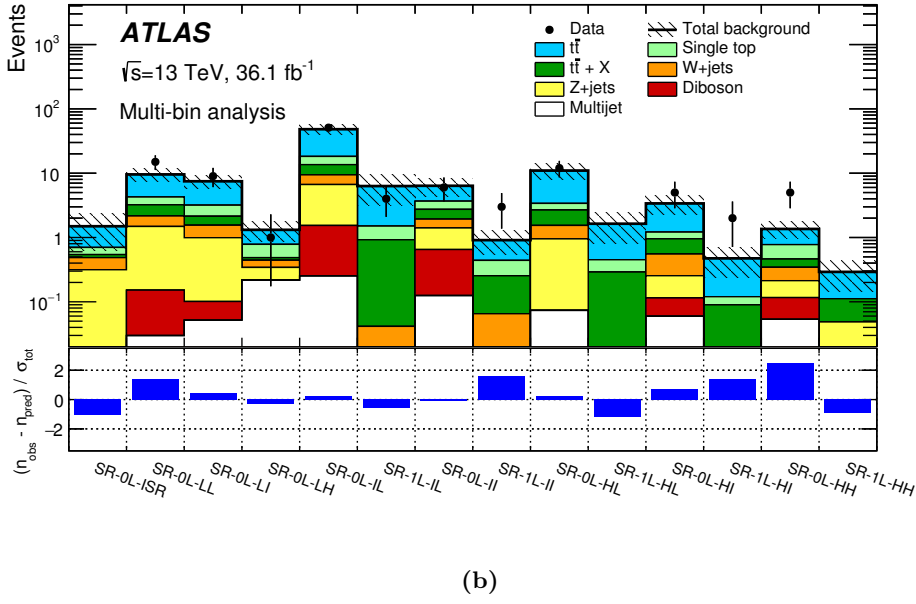 Events
10³
10²
10
1
10⁻¹
ATLAS
√s=13 TeV, 36.1 fb⁻¹
Multi-bin analysis
Data
Total background
tt̄
Single top
tt̄ + X
W+jets
Z+jets
Diboson
Multijet
(n_obs - n_pred) / σ_tot
2
0
−2
SR-0L-ISR
SR-0L-LL
SR-0L-LI
SR-0L-LH
SR-0L-IL
SR-1L-IL
SR-0L-II
SR-1L-II
SR-0L-HL
SR-1L-HL
SR-0L-HI
SR-1L-HI
SR-0L-HH
SR-1L-HH
(b)